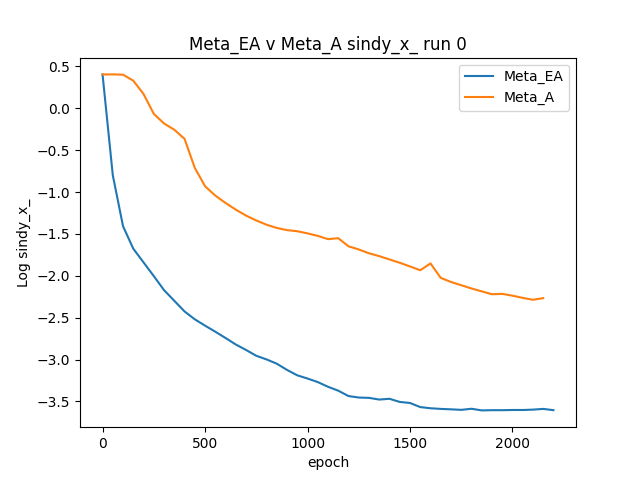 Meta_EA v Meta_A sindy_x_ run 0
Meta_EA
Meta_A
0.5
0.0
−0.5
−1.0
−1.5
−2.0
−2.5
−3.0
−3.5
Log sindy_x_
0 500 1000 1500 2000
epoch